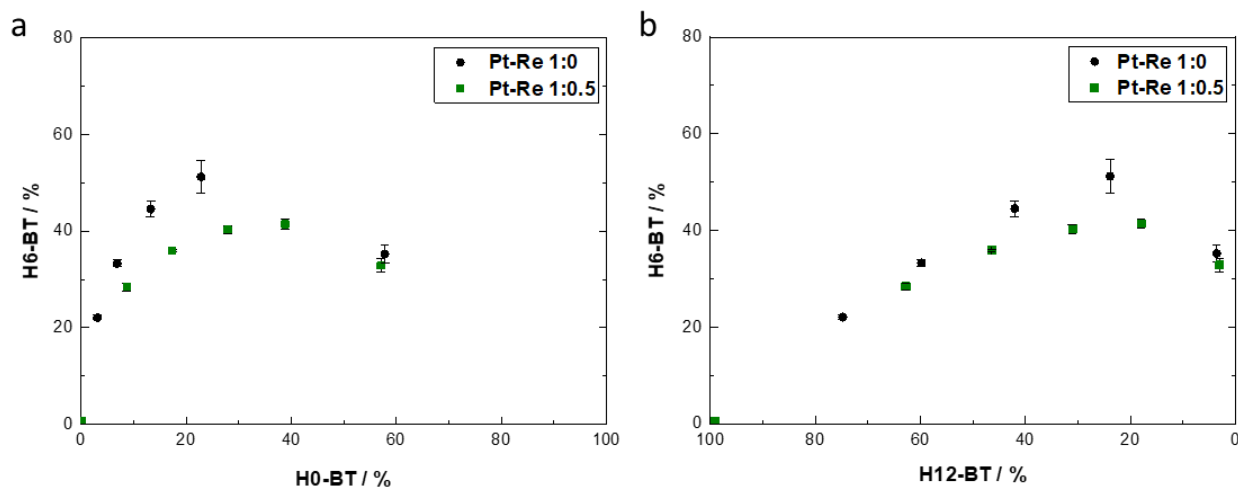 a
80
60
40
20
0
H6-BT / %
Pt-Re 1:0
Pt-Re 1:0.5
0 20 40 60 80 100
H0-BT / %
b
80
60
40
20
0
H6-BT / %
Pt-Re 1:0
Pt-Re 1:0.5
100 80 60 40 20 0
H12-BT / %